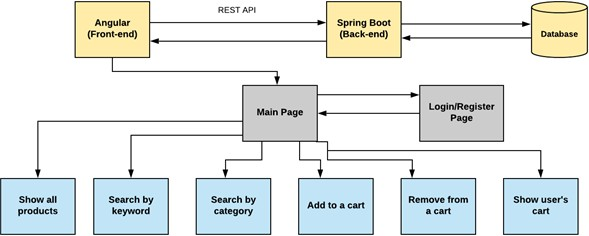 Angular
(Front-end)
REST API
Spring Boot
(Back-end)
Database
Main Page
Login/Register
Page
Show all
products
Search by
keyword
Search by
category
Add to a cart
Remove from
a cart
Show user's
cart